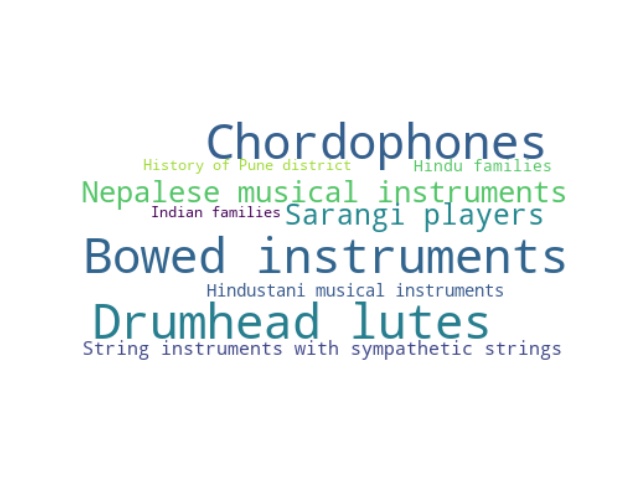 Chordophones
History of Pune district
Hindu families
Nepalese musical instruments
Indian families
Sarangi players
Bowed instruments
Hindustani musical instruments
Drumhead lutes
String instruments with sympathetic strings